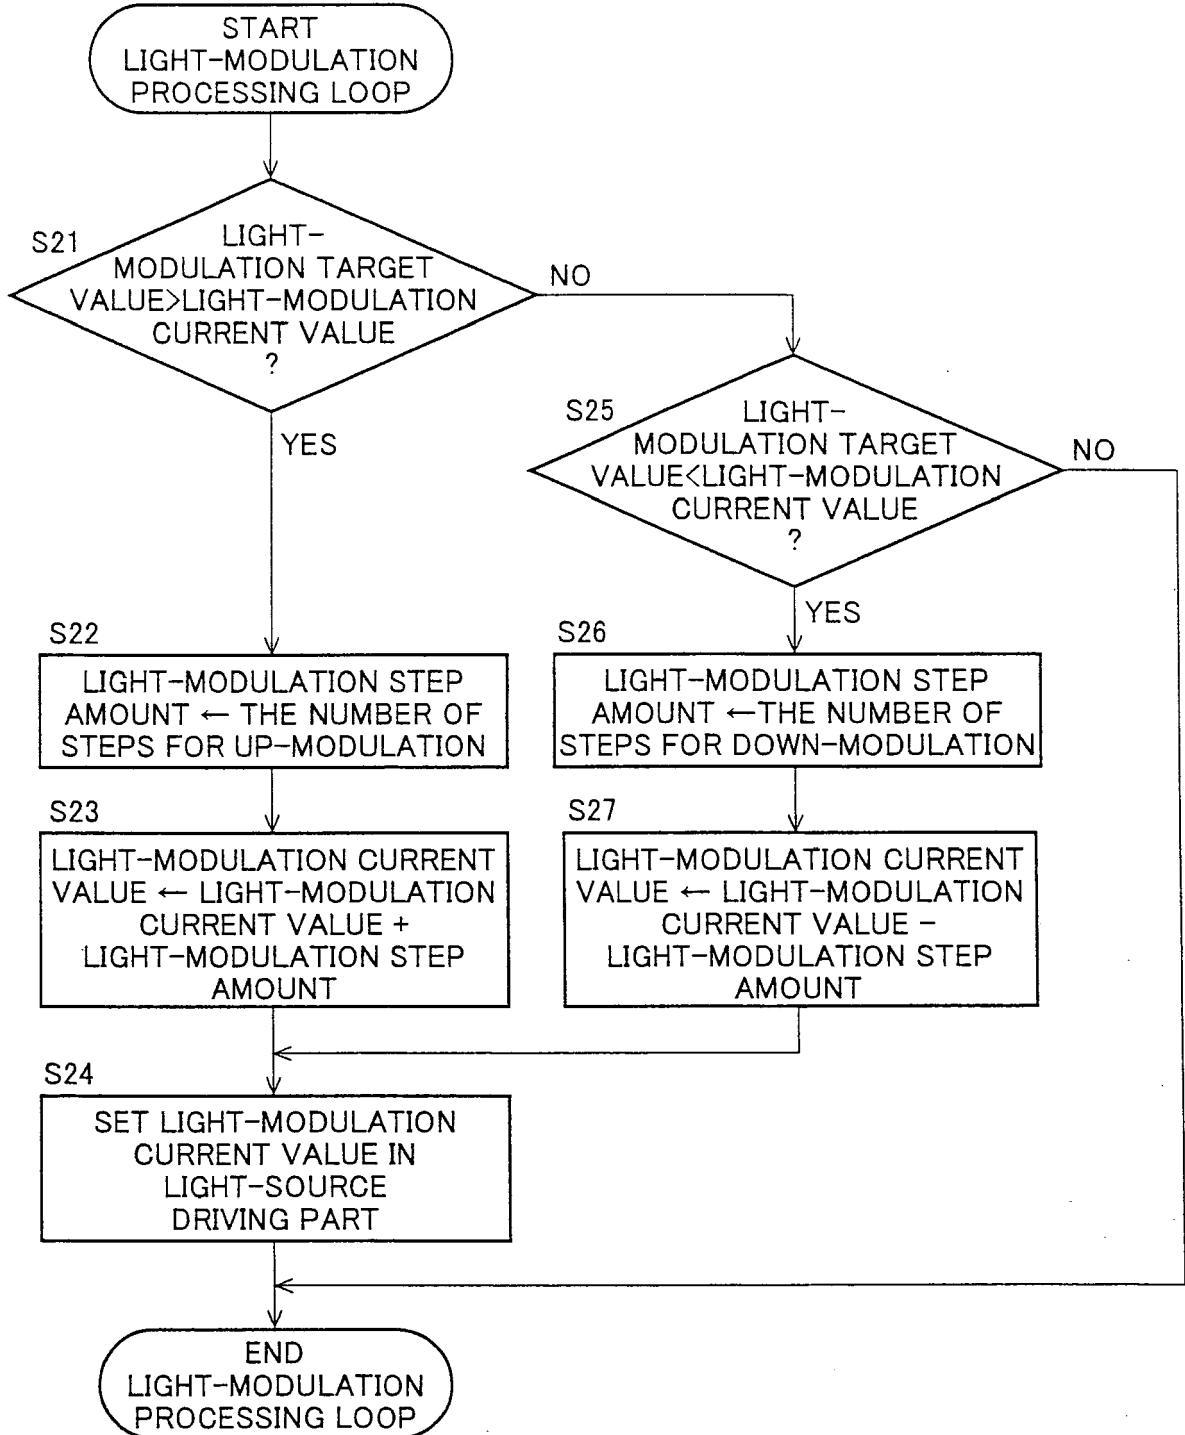 START
LIGHT-MODULATION
PROCESSING LOOP
S21
LIGHT-
MODULATION TARGET
VALUE>LIGHT-MODULATION
CURRENT VALUE
?
NO
YES
S25
LIGHT-
MODULATION TARGET
VALUE<LIGHT-MODULATION
CURRENT VALUE
?
NO
YES
S22
LIGHT-MODULATION STEP
AMOUNT ← THE NUMBER OF
STEPS FOR UP-MODULATION
S26
LIGHT-MODULATION STEP
AMOUNT ←THE NUMBER OF
STEPS FOR DOWN-MODULATION
S23
LIGHT-MODULATION CURRENT
VALUE ← LIGHT-MODULATION
CURRENT VALUE +
LIGHT-MODULATION STEP
AMOUNT
S27
LIGHT-MODULATION CURRENT
VALUE ← LIGHT-MODULATION
CURRENT VALUE −
LIGHT-MODULATION STEP
AMOUNT
S24
SET LIGHT-MODULATION
CURRENT VALUE IN
LIGHT-SOURCE
DRIVING PART
END
LIGHT-MODULATION
PROCESSING LOOP